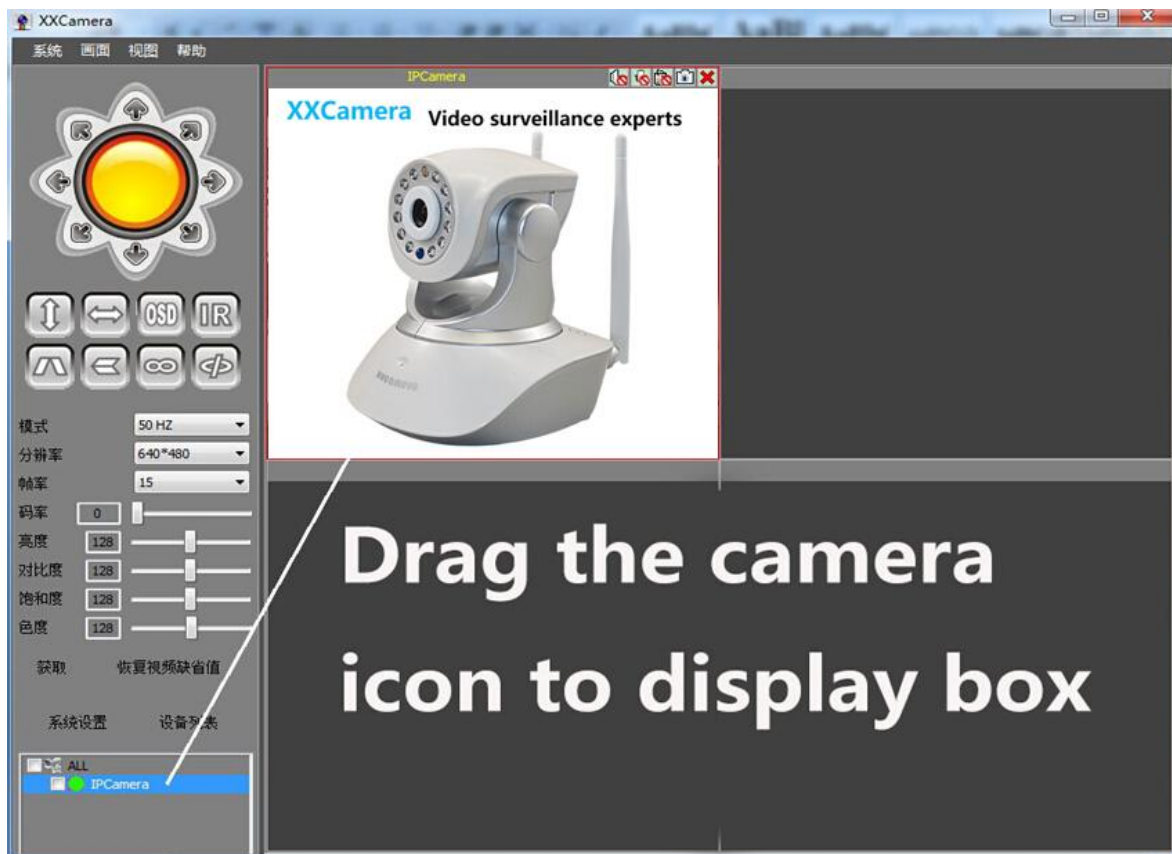 XXCamera
系统 画面 视图 帮助
IPCamera
XXCamera Video surveillance experts
OSD IR
模式 50 HZ
分辨率 640*480
帧率 15
码率 0
亮度 128
对比度 128
饱和度 128
色度 128
获取 恢复视频缺省值
系统设置 设备列表
ALL
IPCamera
Drag the camera
icon to display box